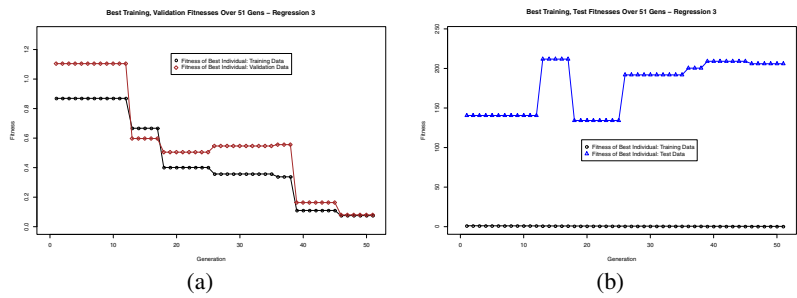 Best Training, Validation Fitnesses Over 51 Gens – Regression 3
Fitness
1.2
1.0
0.8
0.6
0.4
0.2
0.0
Fitness of Best Individual: Training Data
Fitness of Best Individual: Validation Data
0 10 20 30 40 50
Generation
(a)
Best Training, Test Fitnesses Over 51 Gens – Regression 3
Fitness
250
200
150
100
50
0
Fitness of Best Individual: Training Data
Fitness of Best Individual: Test Data
0 10 20 30 40 50
Generation
(b)